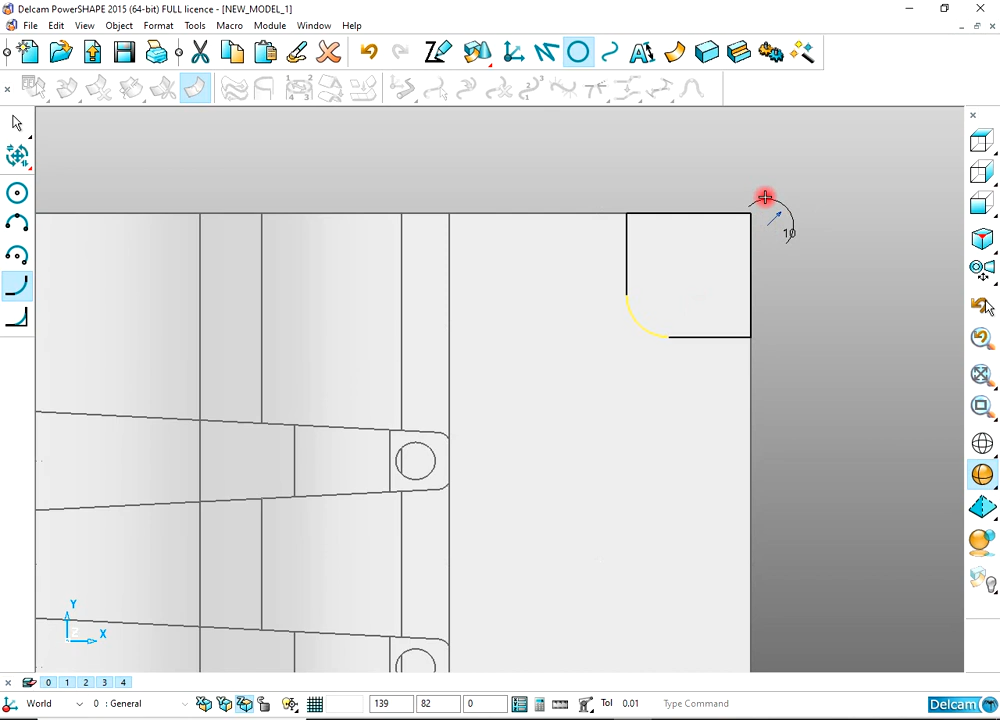 Delcam PowerSHAPE 2015 (64-bit) FULL licence - [NEW_MODEL_1]
File Edit View Object Format Tools Macro Module Window Help
10
Y
Z X
0 1 2 3 4
World 0 : General 139 82 0 Tol 0.01 Type Command Delcam